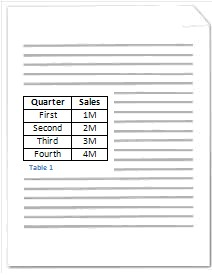 Quarter Sales
First 1M
Second 2M
Third 3M
Fourth 4M
Table 1